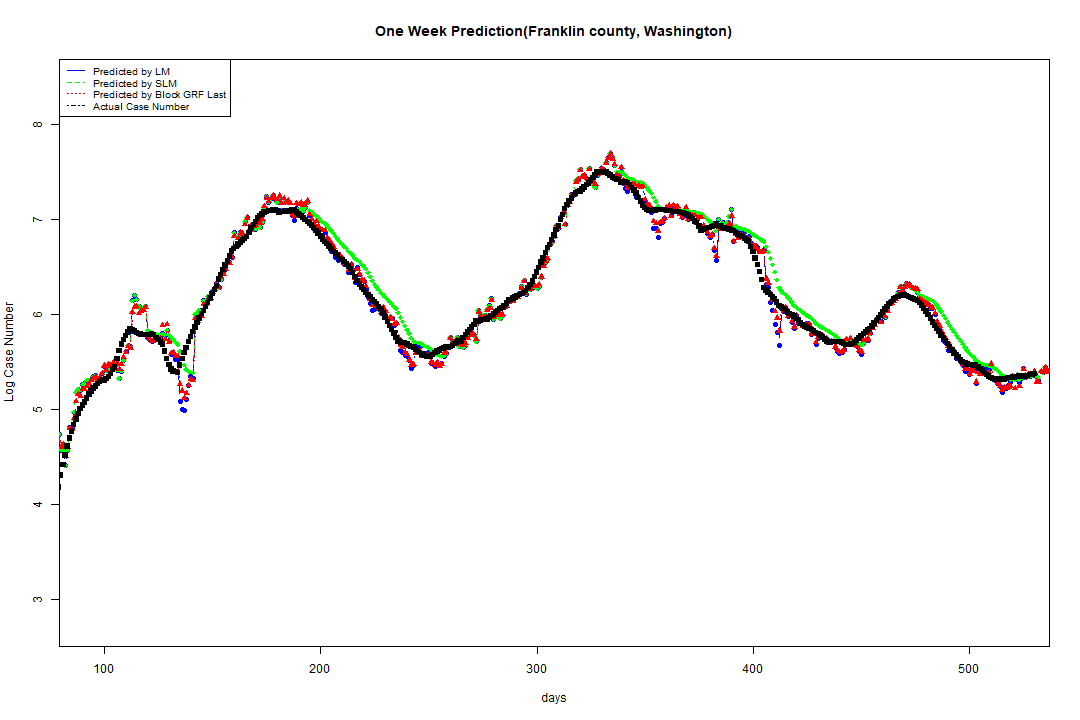 One Week Prediction(Franklin county, Washington)
Predicted by LM
Predicted by SLM
Predicted by Block GRF Last
Actual Case Number
Log Case Number
8
7
6
5
4
3
100 200 300 400 500
days